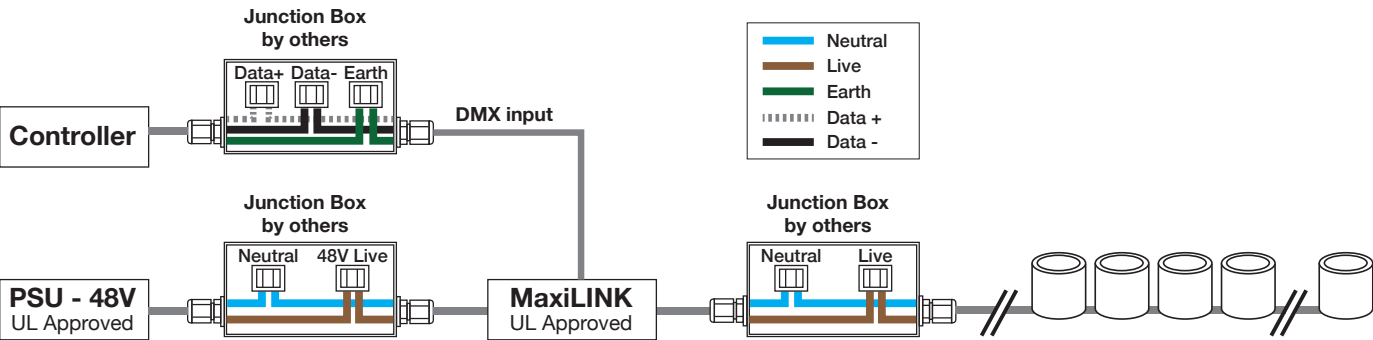 Junction Box
by others
Data+ Data- Earth
Controller
DMX input
Neutral
Live
Earth
Data +
Data -
Junction Box
by others
Neutral 48V Live
PSU - 48V
UL Approved
MaxiLINK
UL Approved
Junction Box
by others
Neutral Live